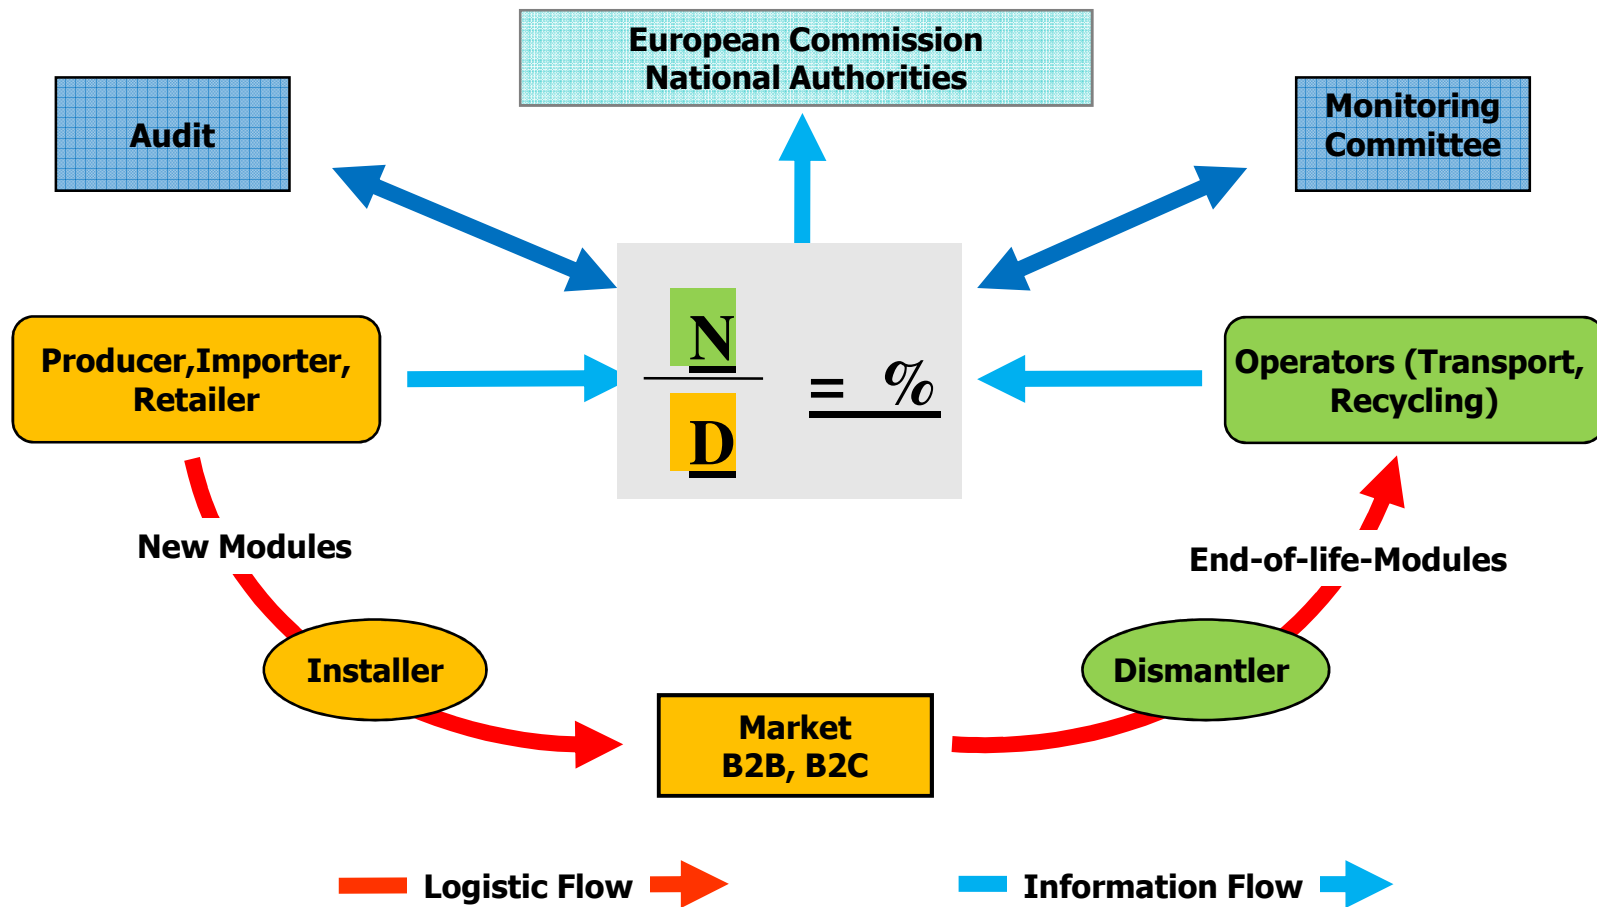 European Commission
National Authorities
Audit
Monitoring
Committee
Producer,Importer,
Retailer
N
D
= %
Operators (Transport,
Recycling)
New Modules
End-of-life-Modules
Installer
Dismantler
Market
B2B, B2C
Logistic Flow
Information Flow